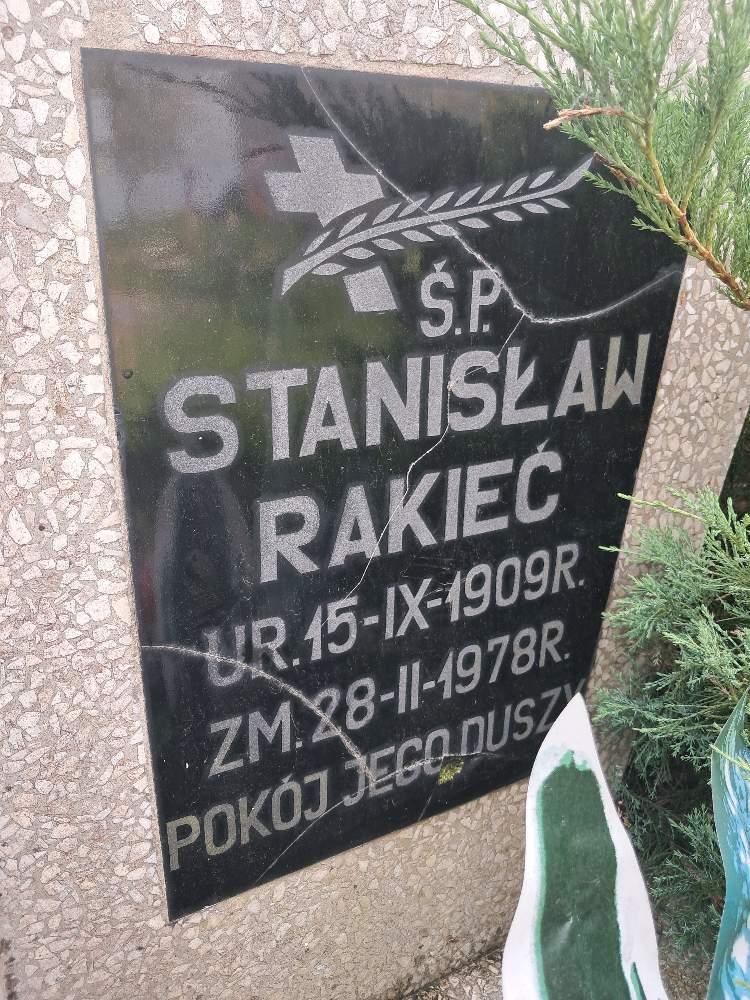 Ś.P.
STANISŁAW
RAKIEĆ
UR. 15-IX-1909R.
ZM. 28-II-1978R.
POKÓJ JEGO DUSZY